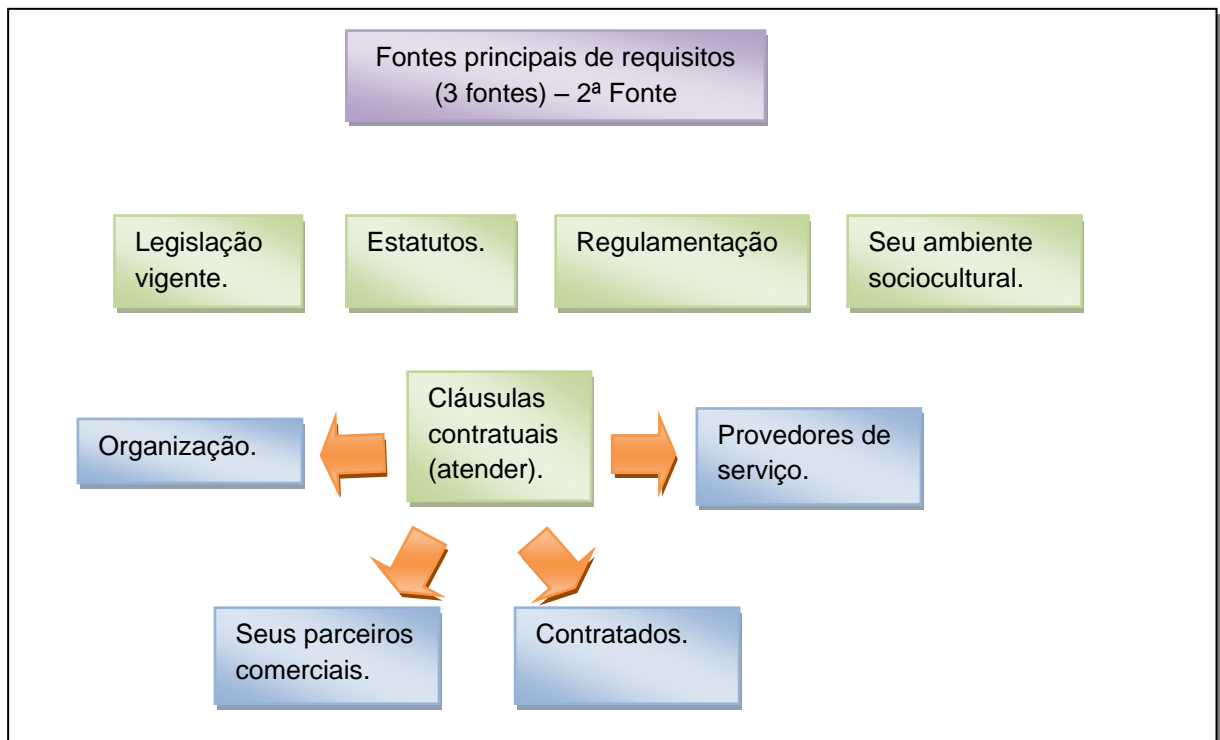 Fontes principais de requisitos
(3 fontes) – 2ª Fonte
Legislação
vigente.
Estatutos.
Regulamentação
Seu ambiente
sociocultural.
Organização.
Cláusulas
contratuais
(atender).
Provedores de
serviço.
Seus parceiros
comerciais.
Contratados.